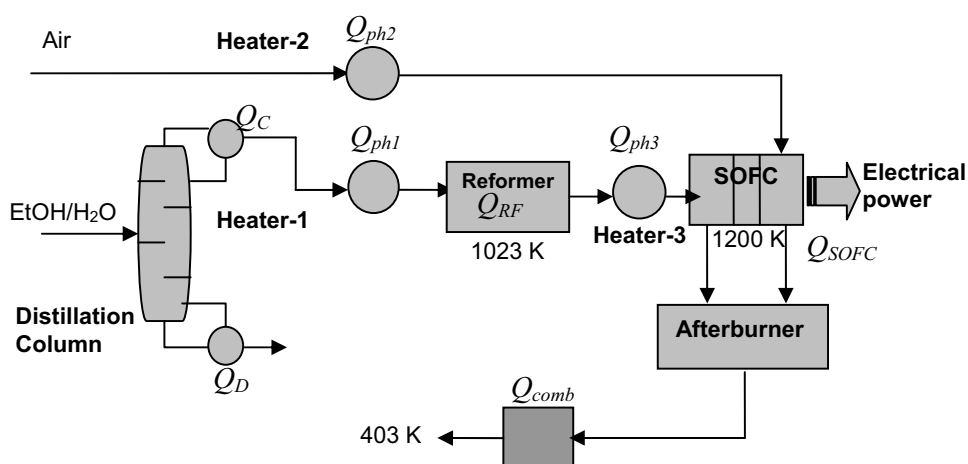 Air
Heater-2
Q_ph2
Q_C
Q_ph1
Q_ph3
Reformer
Q_RF
SOFC
Electrical
power
EtOH/H₂O
Heater-1
Heater-3
1023 K
1200 K
Q_SOFC
Distillation
Column
Afterburner
Q_D
Q_comb
403 K